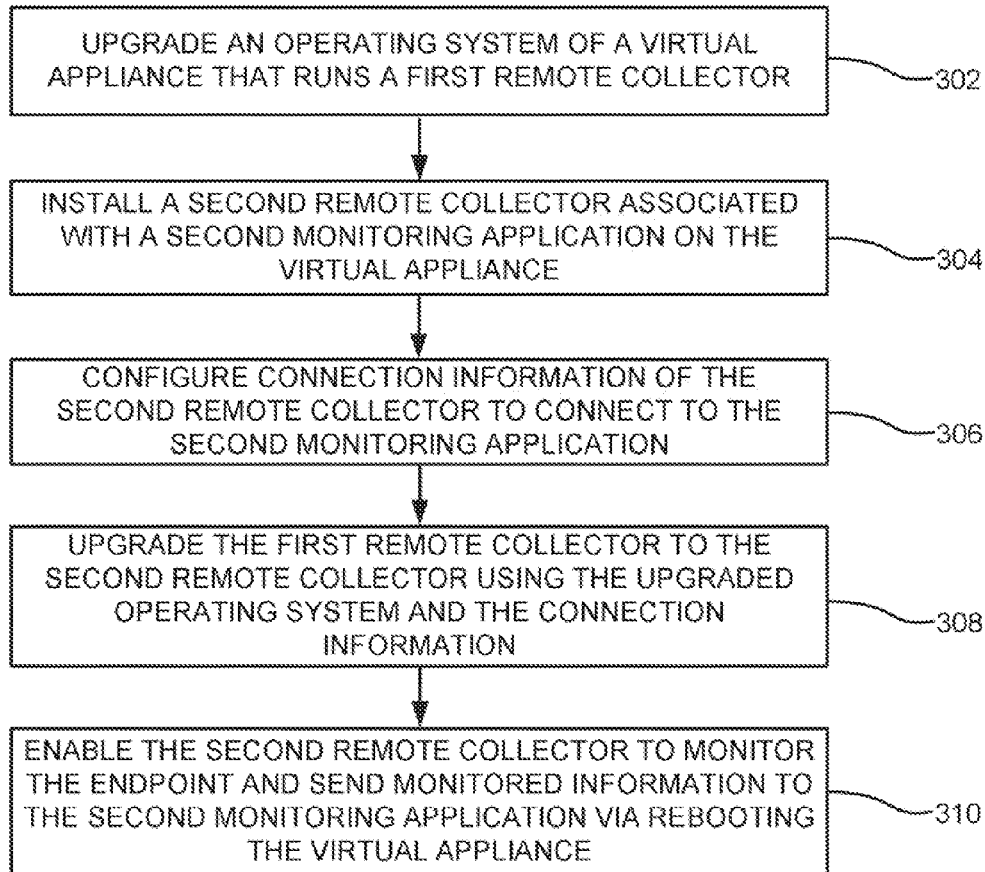 UPGRADE AN OPERATING SYSTEM OF A VIRTUAL
APPLIANCE THAT RUNS A FIRST REMOTE COLLECTOR
302
INSTALL A SECOND REMOTE COLLECTOR ASSOCIATED
WITH A SECOND MONITORING APPLICATION ON THE
VIRTUAL APPLIANCE
304
CONFIGURE CONNECTION INFORMATION OF THE
SECOND REMOTE COLLECTOR TO CONNECT TO THE
SECOND MONITORING APPLICATION
306
UPGRADE THE FIRST REMOTE COLLECTOR TO THE
SECOND REMOTE COLLECTOR USING THE UPGRADED
OPERATING SYSTEM AND THE CONNECTION
INFORMATION
308
ENABLE THE SECOND REMOTE COLLECTOR TO MONITOR
THE ENDPOINT AND SEND MONITORED INFORMATION TO
THE SECOND MONITORING APPLICATION VIA REBOOTING
THE VIRTUAL APPLIANCE
310